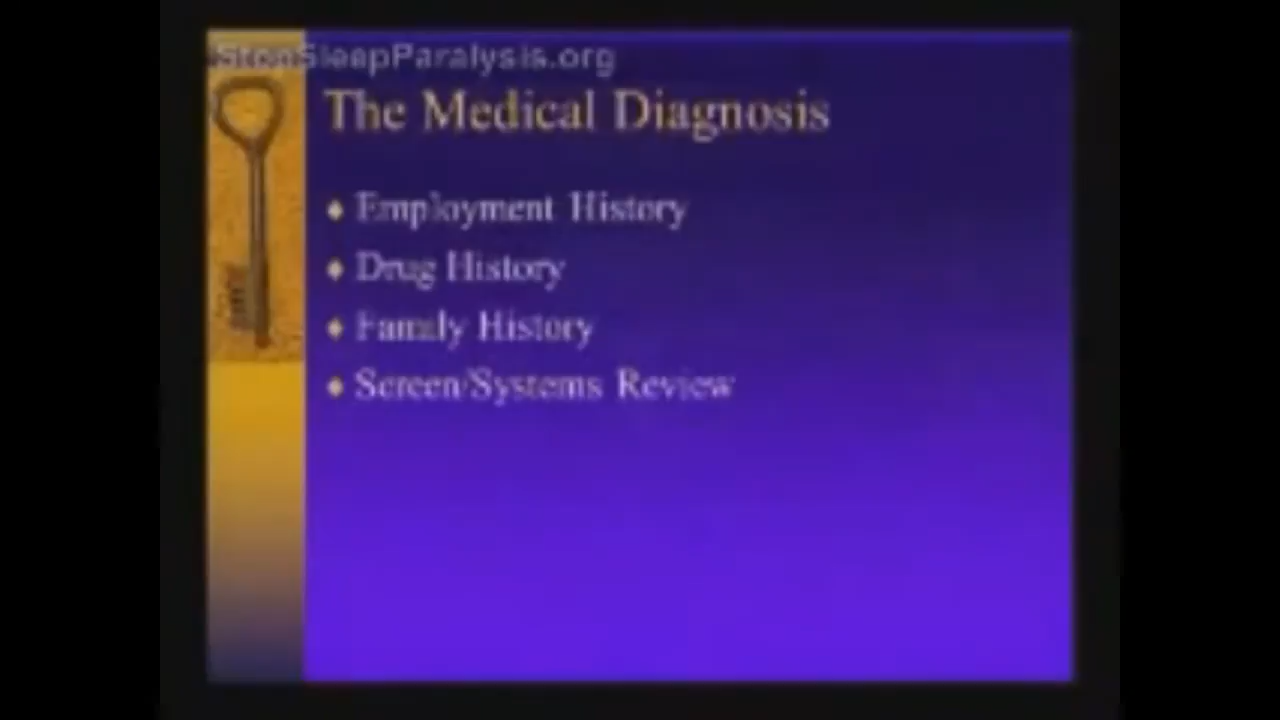 StopSleepParalysis.org
The Medical Diagnosis
Employment History
Drug History
Family History
Screen/Systems Review